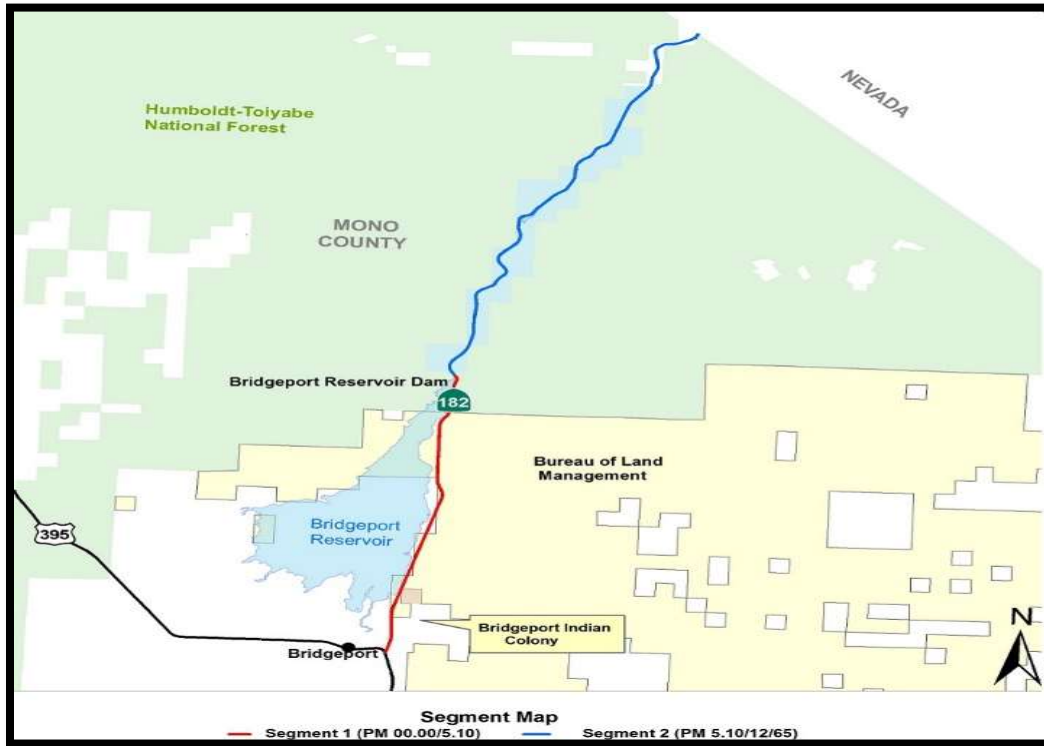 NEVADA
Humboldt-Toiyabe
National Forest
MONO
COUNTY
Bridgeport Reservoir Dam
182
Bureau of Land
Management
Bridgeport
Reservoir
395
Bridgeport Indian
Colony
Bridgeport
N
Segment Map
Segment 1 (PM 00.00/5.10) Segment 2 (PM 5.10/12/65)